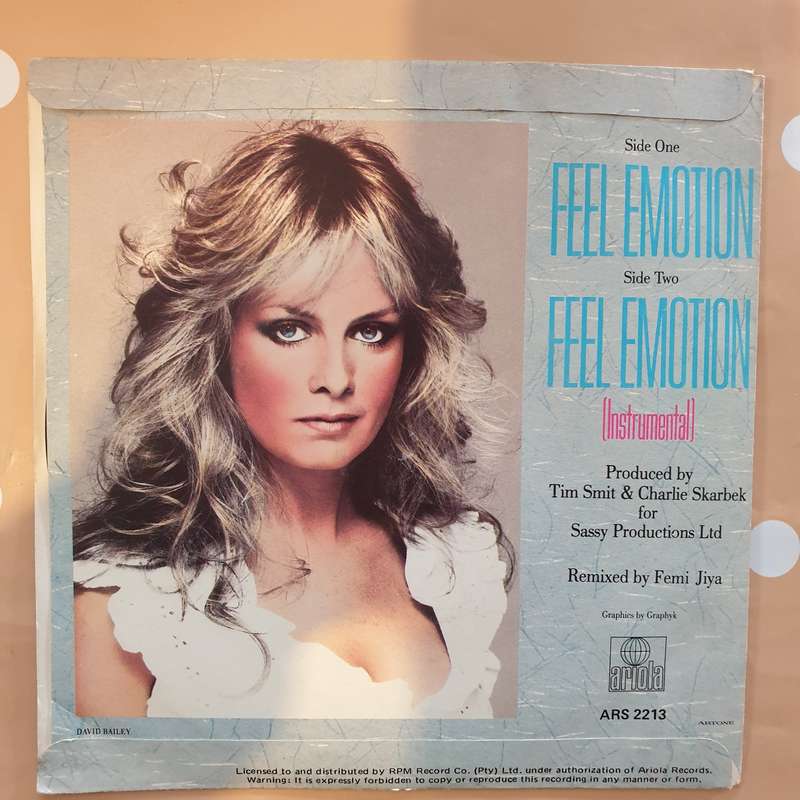 Side One
FEEL EMOTION
Side Two
FEEL EMOTION
(Instrumental)
Produced by
Tim Smit & Charlie Skarbek
for
Sassy Productions Ltd
Remixed by Femi Jiya
Graphics by Graphyk
ariola
ARS 2213
ARTONE
DAVID BAILEY
Licensed to and distributed by RPM Record Co. (Pty) Ltd. under authorization of Ariola Records.
Warning: It is expressly forbidden to copy or reproduce this recording in any manner or form.